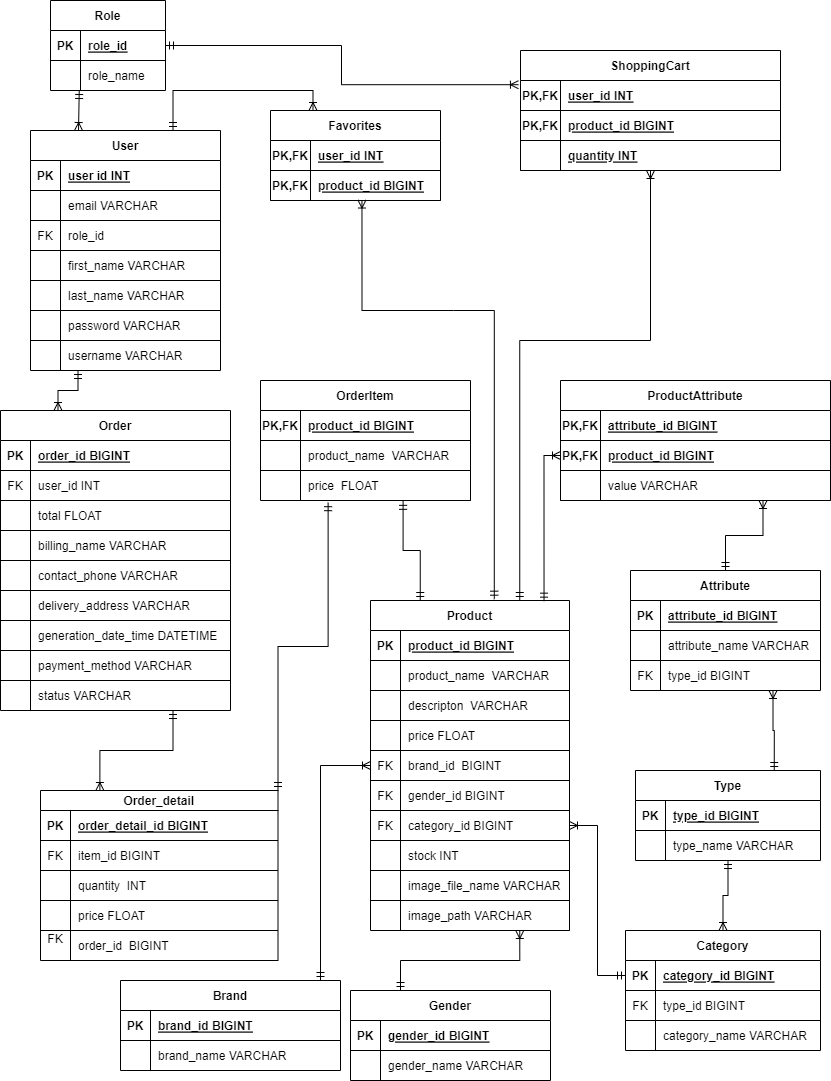 Role
PK role_id
role_name
ShoppingCart
PK,FK user_id INT
PK,FK product_id BIGINT
quantity INT
Favorites
PK,FK user_id INT
PK,FK product_id BIGINT
User
PK user id INT
email VARCHAR
FK role_id
first_name VARCHAR
last_name VARCHAR
password VARCHAR
username VARCHAR
OrderItem
PK,FK product_id BIGINT
product_name VARCHAR
price FLOAT
ProductAttribute
PK,FK attribute_id BIGINT
PK,FK product_id BIGINT
value VARCHAR
Order
PK order_id BIGINT
FK user_id INT
total FLOAT
billing_name VARCHAR
contact_phone VARCHAR
delivery_address VARCHAR
generation_date_time DATETIME
payment_method VARCHAR
status VARCHAR
Attribute
PK attribute_id BIGINT
attribute_name VARCHAR
FK type_id BIGINT
Product
PK product_id BIGINT
product_name VARCHAR
descripton VARCHAR
price FLOAT
FK brand_id BIGINT
FK gender_id BIGINT
FK category_id BIGINT
stock INT
image_file_name VARCHAR
image_path VARCHAR
Type
PK type_id BIGINT
type_name VARCHAR
Order_detail
PK order_detail_id BIGINT
FK item_id BIGINT
quantity INT
price FLOAT
FK order_id BIGINT
Category
PK category_id BIGINT
FK type_id BIGINT
category_name VARCHAR
Brand
PK brand_id BIGINT
brand_name VARCHAR
Gender
PK gender_id BIGINT
gender_name VARCHAR